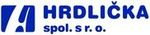 HRDLIČKA
spol. s r. o.